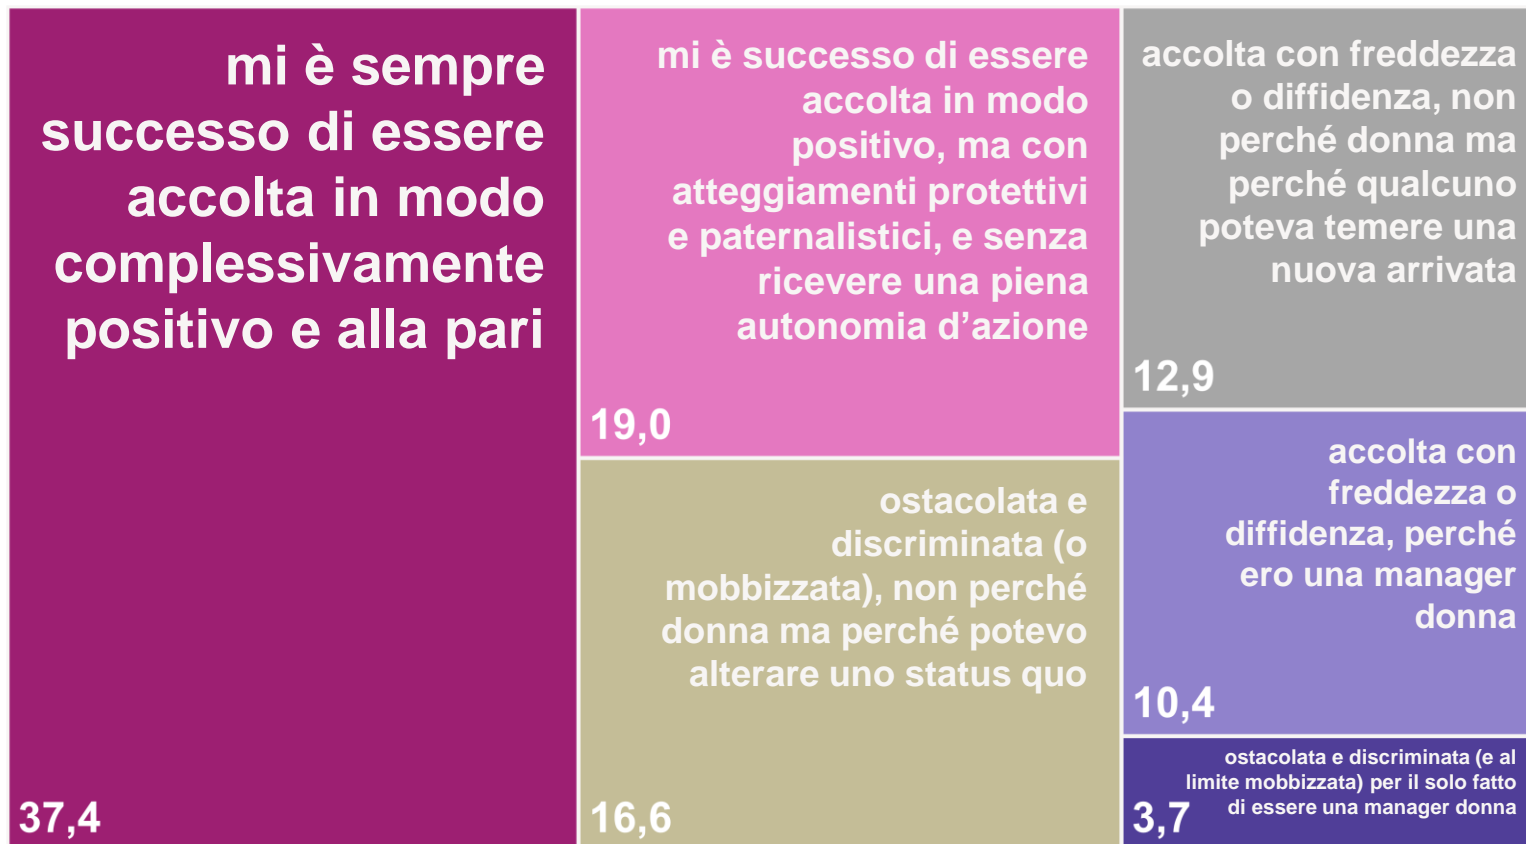 mi è sempre
successo di essere
accolta in modo
complessivamente
positivo e alla pari
37,4
mi è successo di essere
accolta in modo
positivo, ma con
atteggiamenti protettivi
e paternalistici, e senza
ricevere una piena
autonomia d’azione
19,0
ostacolata e
discriminata (o
mobbizzata), non perché
donna ma perché potevo
alterare uno status quo
16,6
accolta con freddezza
o diffidenza, non
perché donna ma
perché qualcuno
poteva temere una
nuova arrivata
12,9
accolta con
freddezza o
diffidenza, perché
ero una manager
donna
10,4
ostacolata e discriminata (e al
limite mobbizzata) per il solo fatto
di essere una manager donna
3,7